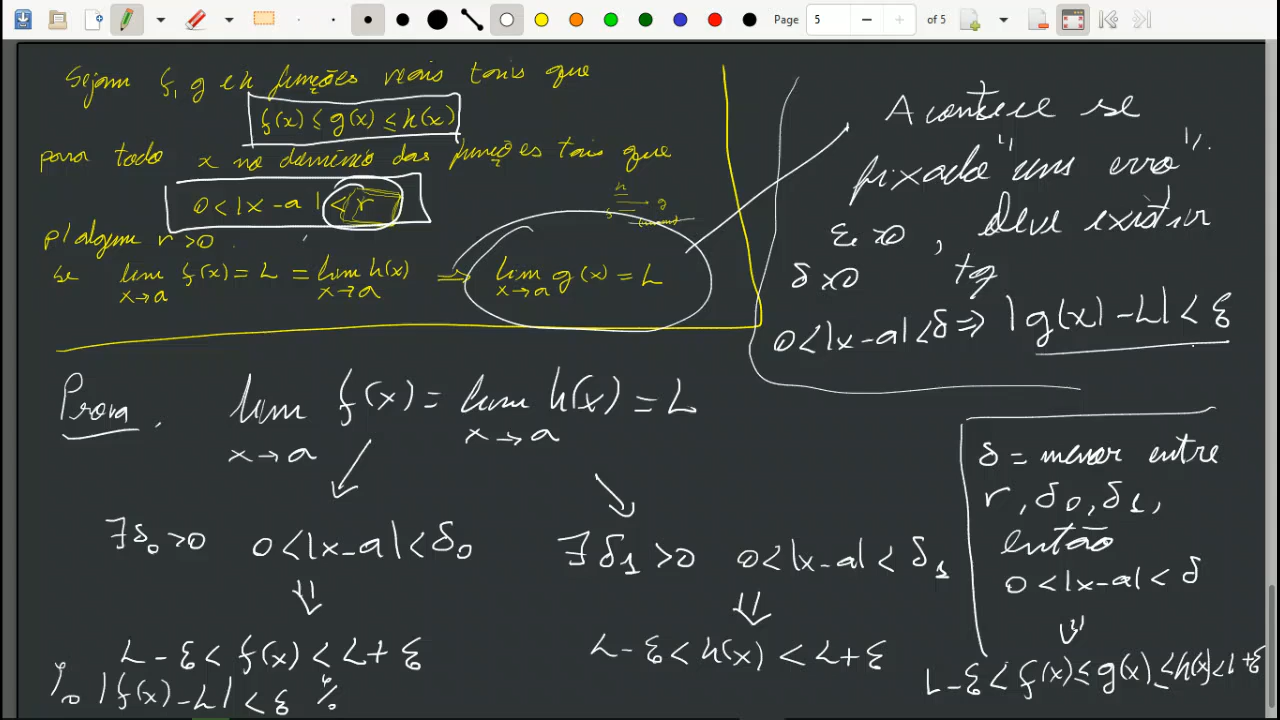 Page 5 of 5
Sejam f, g e h funções reais tais que
f(x) ≤ g(x) ≤ h(x)
para todo x no domínio das funções tais que
0 < |x - a| < r
p/ algum r > 0.
se lim f(x) = L = lim h(x) ⇒ lim g(x) = L
x→a x→a x→a
Acontece se
fixado "um erro"
ε > 0, deve existir
δ > 0 tq
0 < |x - a| < δ ⇒ |g(x) - L| < ε
Prova. lim f(x) = lim h(x) = L
x→a x→a
∃ δ₀ > 0 0 < |x - a| < δ₀
⇓
L - ε < f(x) < L + ε
% |f(x) - L| < ε %
∃ δ₁ > 0 0 < |x - a| < δ₁
⇓
L - ε < h(x) < L + ε
δ = menor entre
r, δ₀, δ₁,
então
0 < |x - a| < δ
⇓
L - ε < f(x) ≤ g(x) ≤ h(x) < L + ε